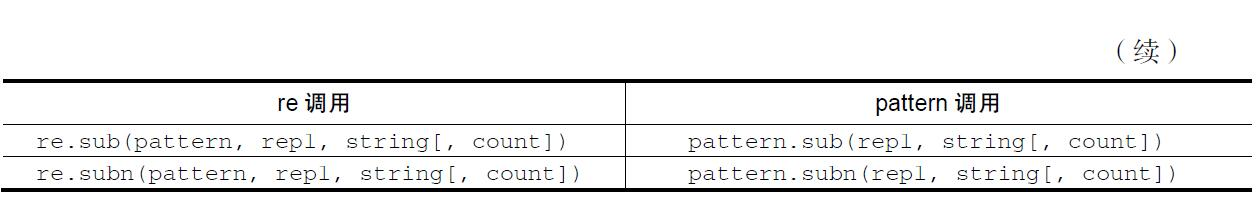 （续）
re 调用 pattern 调用
re.sub(pattern, repl, string[, count]) pattern.sub(repl, string[, count])
re.subn(pattern, repl, string[, count]) pattern.subn(repl, string[, count])